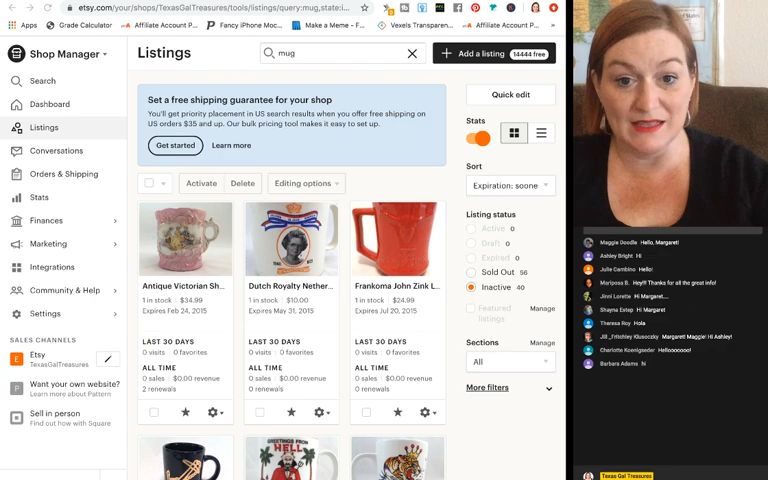 etsy.com/your/shops/TexasGalTreasures/tools/listings/query:mug,state:i...
Apps
Grade Calculator
Affiliate Account P...
Fancy iPhone Moc...
Make a Meme - F...
Vexels Transparen...
Affiliate Account P...
Shop Manager
Search
Dashboard
Listings
Conversations
Orders & Shipping
Stats
Finances
Marketing
Integrations
Community & Help
Settings
SALES CHANNELS
Etsy
TexasGalTreasures
Want your own website?
Learn more about Pattern
Sell in person
Find out how with Square
Listings
mug
Add a listing 14444 free
Set a free shipping guarantee for your shop
You'll get priority placement in US search results when you offer free shipping on
US orders $35 and up. Our bulk pricing tool makes it easy to set up.
Get started
Learn more
Activate
Delete
Editing options
Antique Victorian Sh...
1 in stock $34.99
Expires Feb 24, 2015
LAST 30 DAYS
0 visits 0 favorites
ALL TIME
0 sales $0.00 revenue
2 renewals
Dutch Royalty Nether...
1 in stock $10.00
Expires May 31, 2015
LAST 30 DAYS
0 visits 0 favorites
ALL TIME
0 sales $0.00 revenue
0 renewals
Frankoma John Zink L...
1 in stock $24.99
Expires Jul 20, 2015
LAST 30 DAYS
0 visits 0 favorites
ALL TIME
0 sales $0.00 revenue
0 renewals
GREETINGS FROM
HELL
Quick edit
Stats
Sort
Expiration: soone
Listing status
Active 0
Draft 0
Expired 0
Sold Out 56
Inactive 40
Featured
listings
Manage
Sections
Manage
All
More filters
Maggie Doodle Hello, Margaret!
Ashley Bright Hi
Julie Cambino Hello!
Mariposa.B. Hey!!! Thanks for all the great info!
Jinni Lorette Hi Margaret....
Shayna Estep Hi Margaret
Theresa Roy Hola
Jill _Fritschley Klusoczky Margaret! Maggie! Hi Ashley!
Charlotte Koenigseder Hellooooooo!
Barbara Adams hi
Texas Gal Treasures